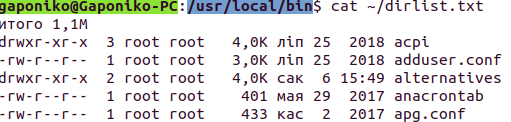 gaponiko@Gaponiko-PC:/usr/local/bin$ cat ~/dirlist.txt
итого 1,1M
drwxr-xr-x 3 root root 4,0K ліп 25 2018 acpi
-rw-r--r-- 1 root root 3,0K ліп 25 2018 adduser.conf
drwxr-xr-x 2 root root 4,0K сак 6 15:49 alternatives
-rw-r--r-- 1 root root 401 мая 29 2017 anacrontab
-rw-r--r-- 1 root root 433 кас 2 2017 apg.conf